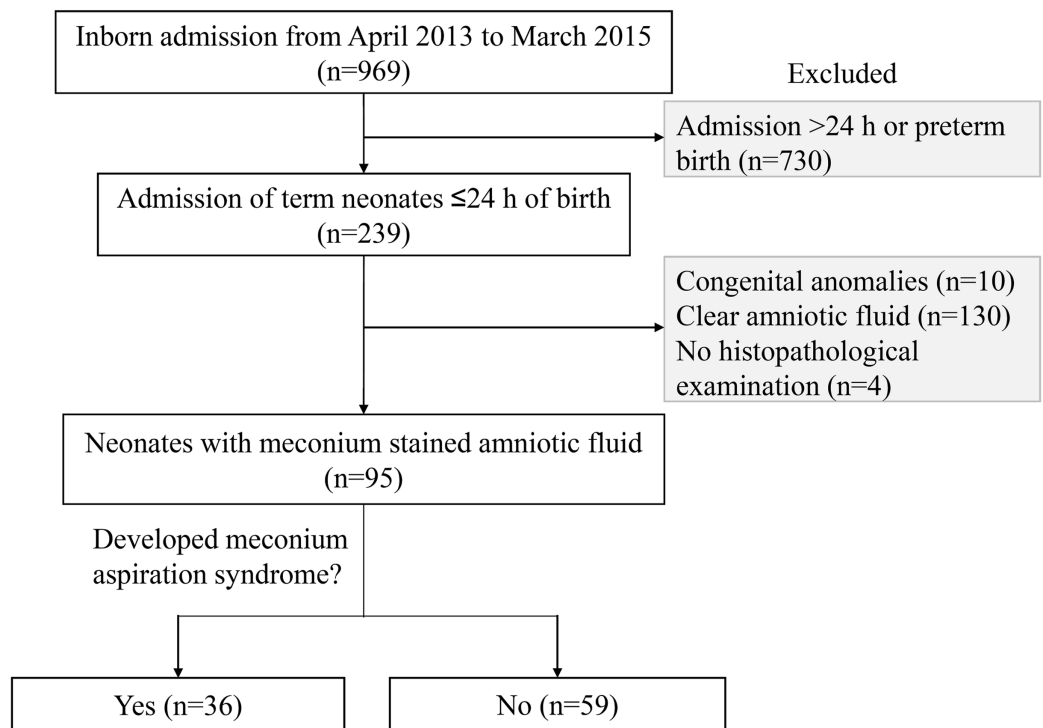 Inborn admission from April 2013 to March 2015
(n=969)
Excluded
Admission >24 h or preterm
birth (n=730)
Admission of term neonates ≤24 h of birth
(n=239)
Congenital anomalies (n=10)
Clear amniotic fluid (n=130)
No histopathological
examination (n=4)
Neonates with meconium stained amniotic fluid
(n=95)
Developed meconium
aspiration syndrome?
Yes (n=36)
No (n=59)